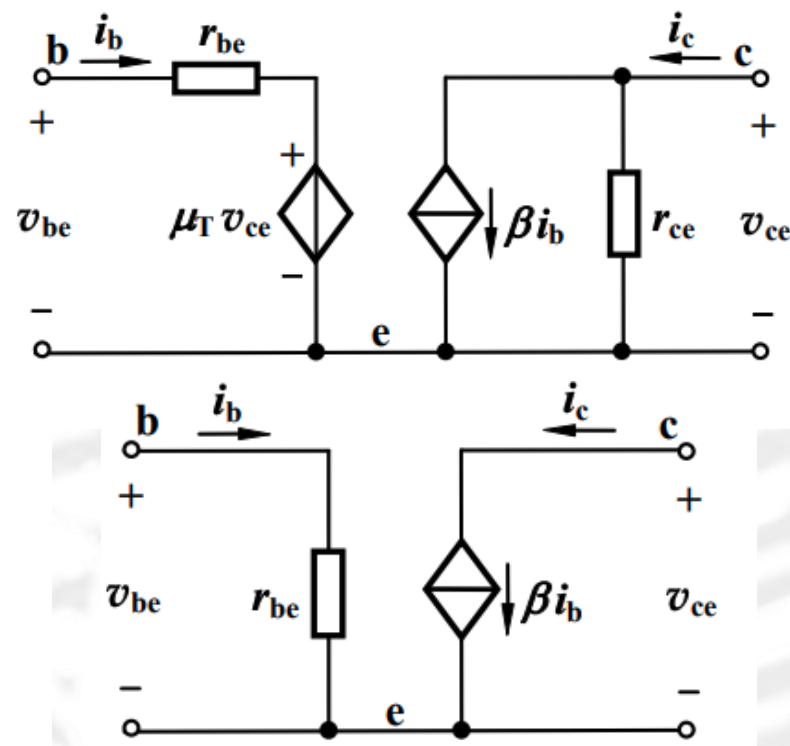 b i_b r_be i_c c
+ + +
v_be μ_T v_ce βi_b r_ce v_ce
− − −
e
b i_b i_c c
+ +
v_be r_be βi_b v_ce
− −
e